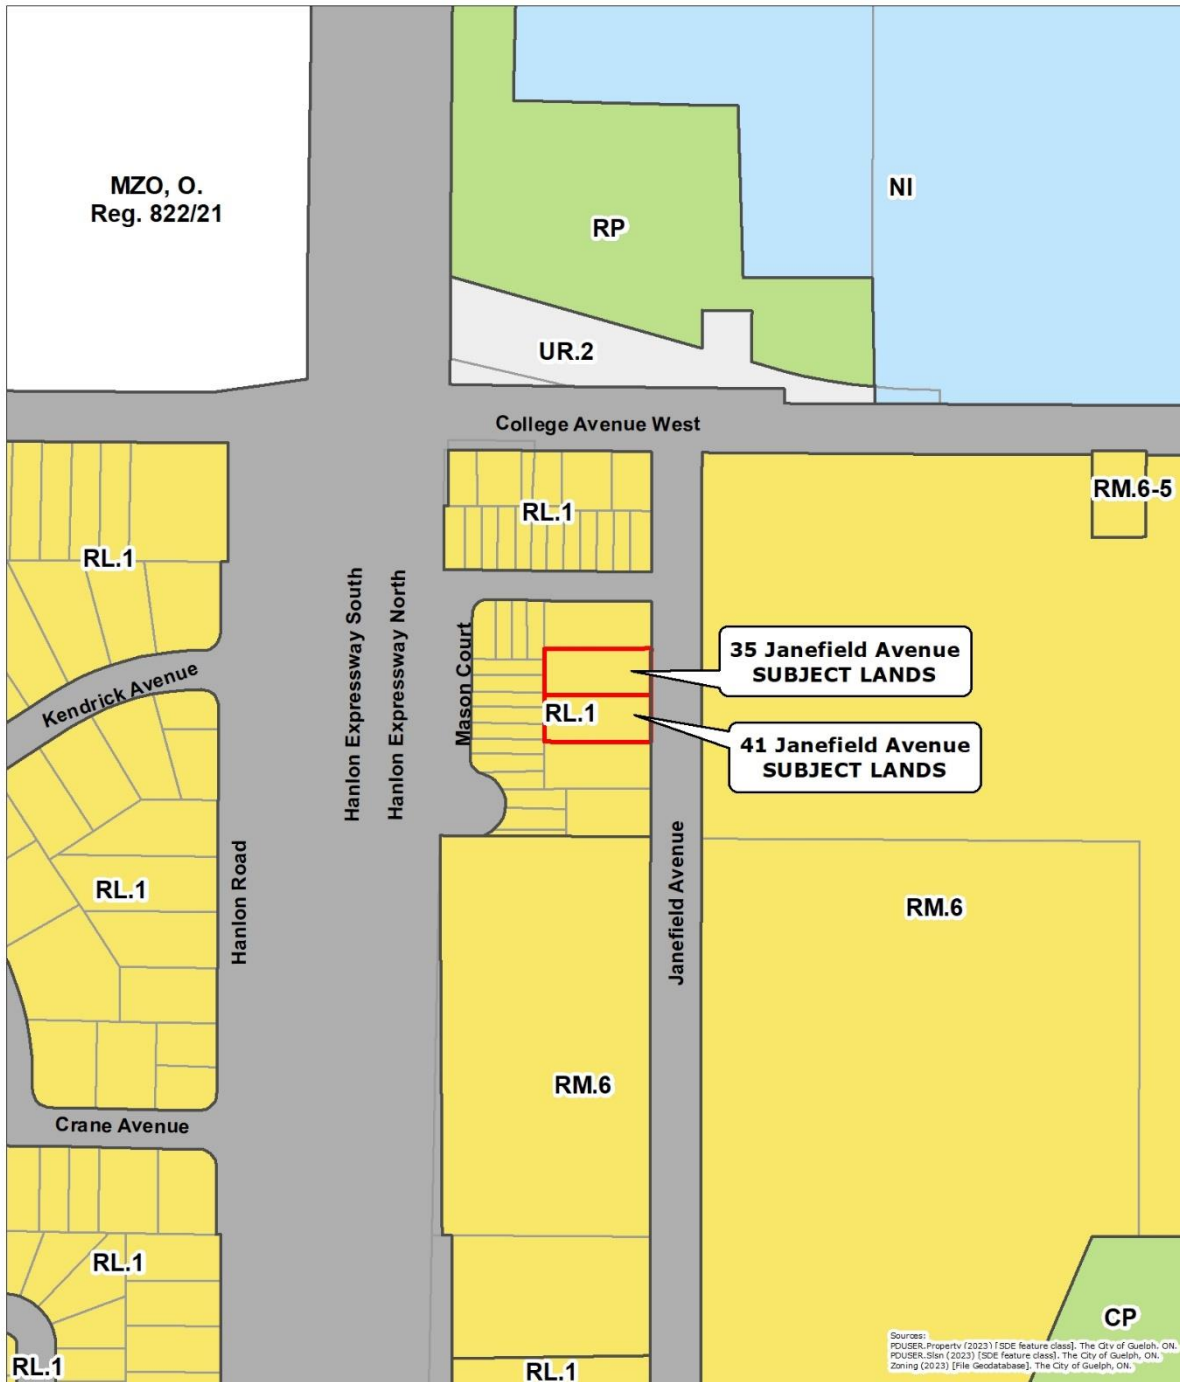 MZO, O.
Reg. 822/21
NI
RP
UR.2
College Avenue West
RM.6-5
RL.1
RL.1
35 Janefield Avenue
SUBJECT LANDS
Kendrick Avenue
Hanlon Expressway South
Hanlon Expressway North
Mason Court
RL.1
41 Janefield Avenue
SUBJECT LANDS
RL.1
Hanlon Road
Janefield Avenue
RM.6
RM.6
Crane Avenue
RL.1
CP
Sources:
PDUSER.Property (2023) [SDE feature class]. The City of Guelph, ON.
PDUSER.Slsn (2023) [SDE feature class]. The City of Guelph, ON.
Zoning (2023) [File Geodatabase]. The City of Guelph, ON.
RL.1
RL.1